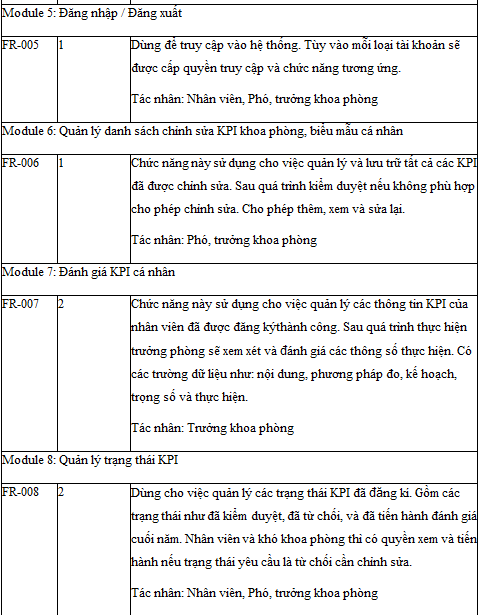 Module 5: Đăng nhập / Đăng xuất
FR-005 1 Dùng để truy cập vào hệ thống. Tùy vào mỗi loại tài khoản sẽ
được cấp quyền truy cập và chức năng tương ứng.
Tác nhân: Nhân viên, Phó, trưởng khoa phòng
Module 6: Quản lý danh sách chỉnh sửa KPI khoa phòng, biểu mẫu cá nhân
FR-006 1 Chức năng này sử dụng cho việc quản lý và lưu trữ tất cả các KPI
đã được chỉnh sửa. Sau quá trình kiểm duyệt nếu không phù hợp
cho phép chỉnh sửa. Cho phép thêm, xem và sửa lại.
Tác nhân: Phó, trưởng khoa phòng
Module 7: Đánh giá KPI cá nhân
FR-007 2 Chức năng này sử dụng cho việc quản lý các thông tin KPI của
nhân viên đã được đăng kýthành công. Sau quá trình thực hiện
trưởng phòng sẽ xem xét và đánh giá các thông số thực hiện. Có
các trường dữ liệu như: nội dung, phương pháp đo, kế hoạch,
trọng số và thực hiện.
Tác nhân: Trưởng khoa phòng
Module 8: Quản lý trạng thái KPI
FR-008 2 Dùng cho việc quản lý các trạng thái KPI đã đăng kí. Gồm các
trạng thái như đã kiểm duyệt, đã từ chối, và đã tiến hành đánh giá
cuối năm. Nhân viên và khó khoa phòng thì có quyền xem và tiến
hành nếu trạng thái yêu cầu là từ chối cần chỉnh sửa.
Tác nhân: Nhân viên, Phó, trưởng khoa phòng